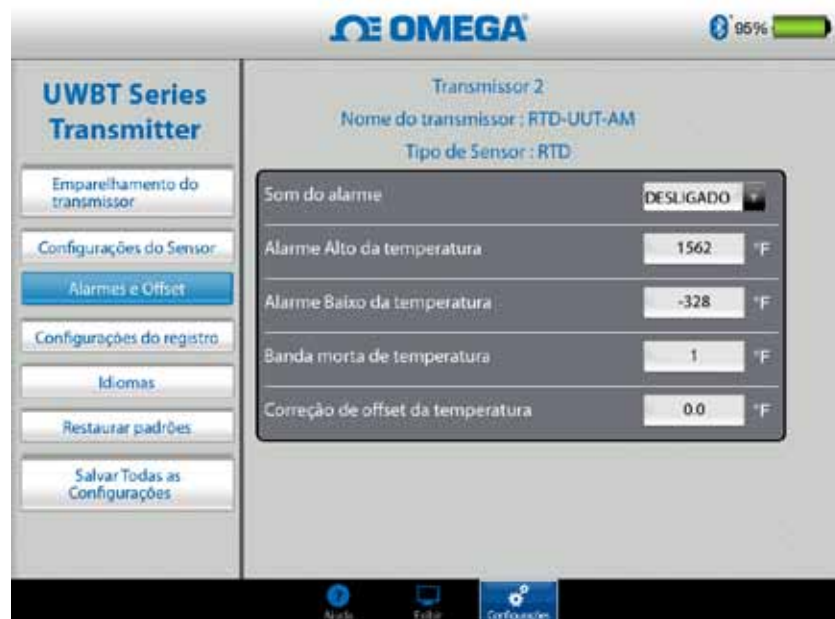 OMEGA
95%
UWBT Series
Transmitter
Emparelhamento do
transmissor
Configurações do Sensor
Alarmes e Offset
Configurações do registro
Idiomas
Restaurar padrões
Salvar Todas as
Configurações
Transmissor 2
Nome do transmissor : RTD-UUT-AM
Tipo de Sensor : RTD
Som do alarme DESLIGADO
Alarme Alto da temperatura 1562 °F
Alarme Baixo da temperatura -328 °F
Banda morta de temperatura 1 °F
Correção de offset da temperatura 0.0 °F
Ajuda Exibir Configurações